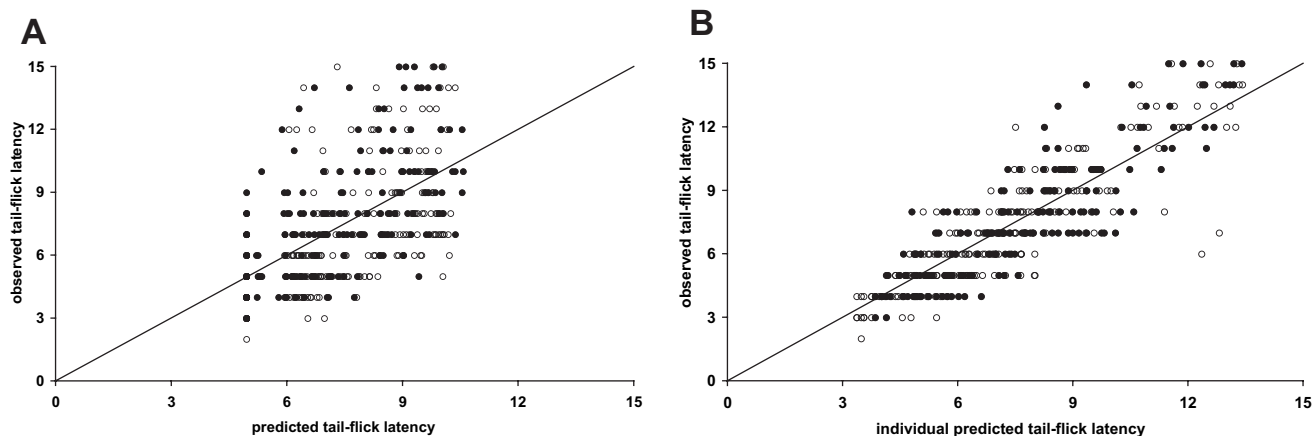 A
observed tail-flick latency
15
12
9
6
3
0
0 3 6 9 12 15
predicted tail-flick latency
B
observed tail-flick latency
15
12
9
6
3
0
0 3 6 9 12 15
individual predicted tail-flick latency